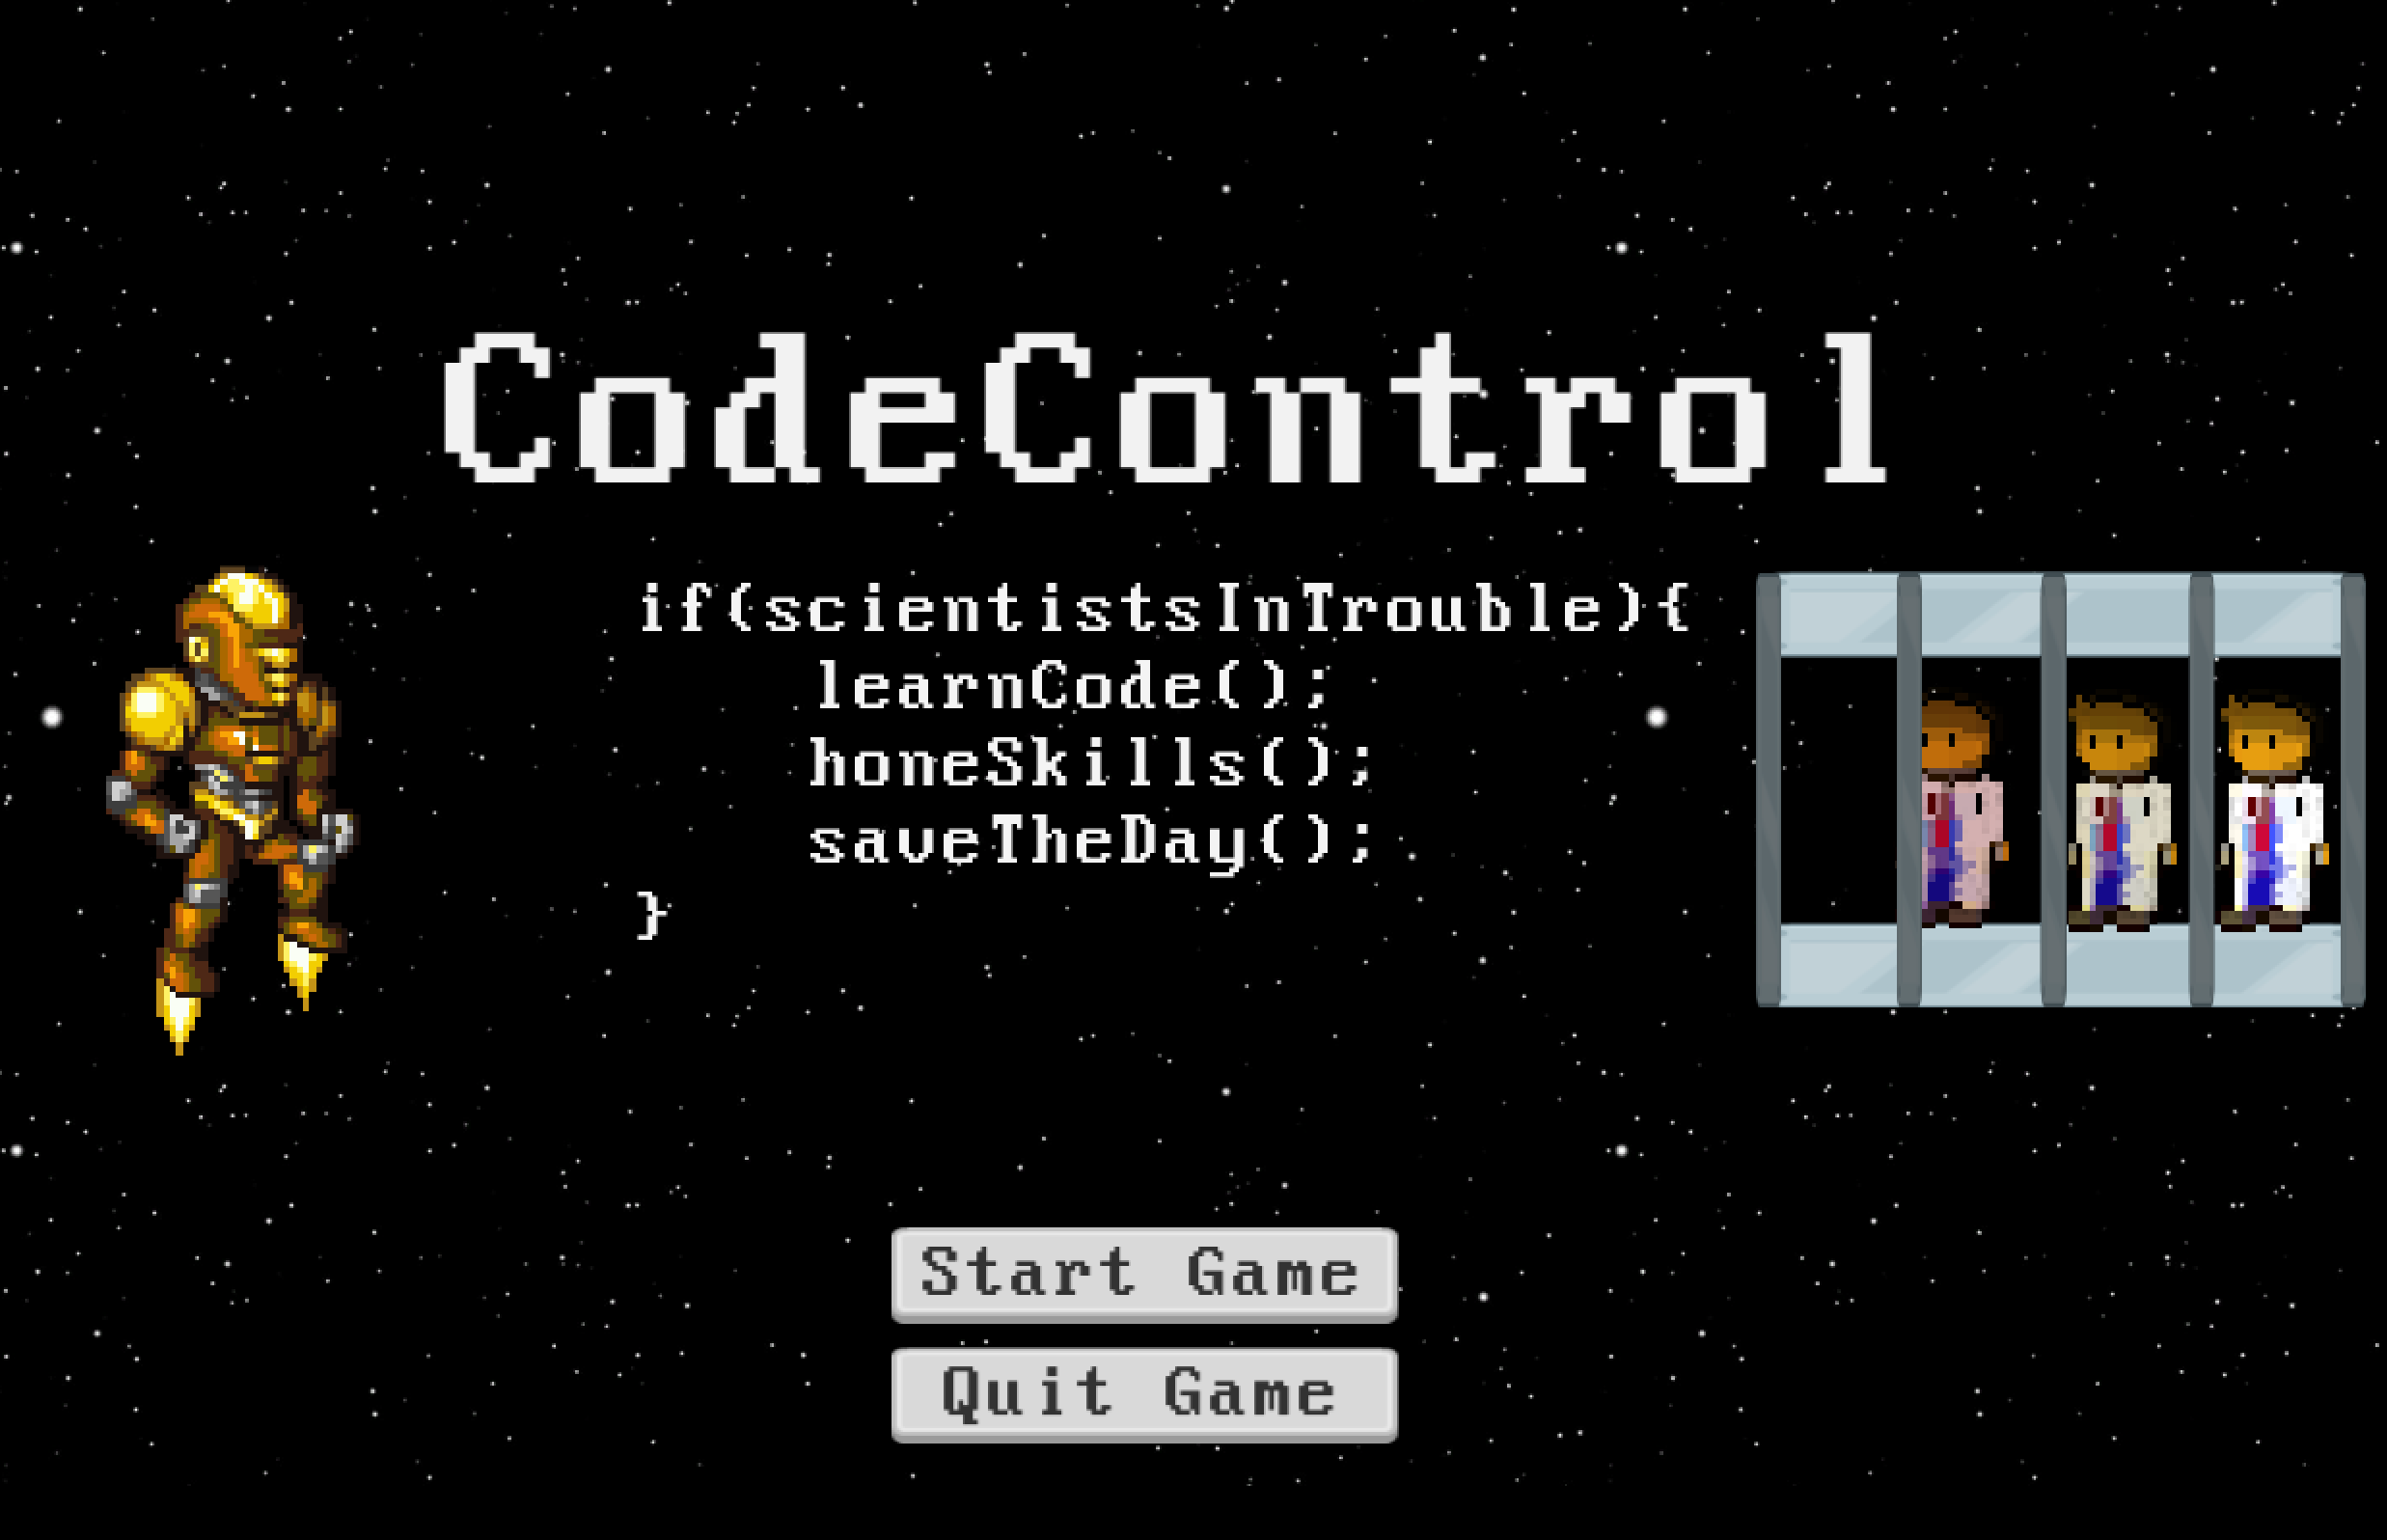 CodeControl
if(scientistsInTrouble){
learnCode();
honeSkills();
saveTheDay();
}
Start Game
Quit Game